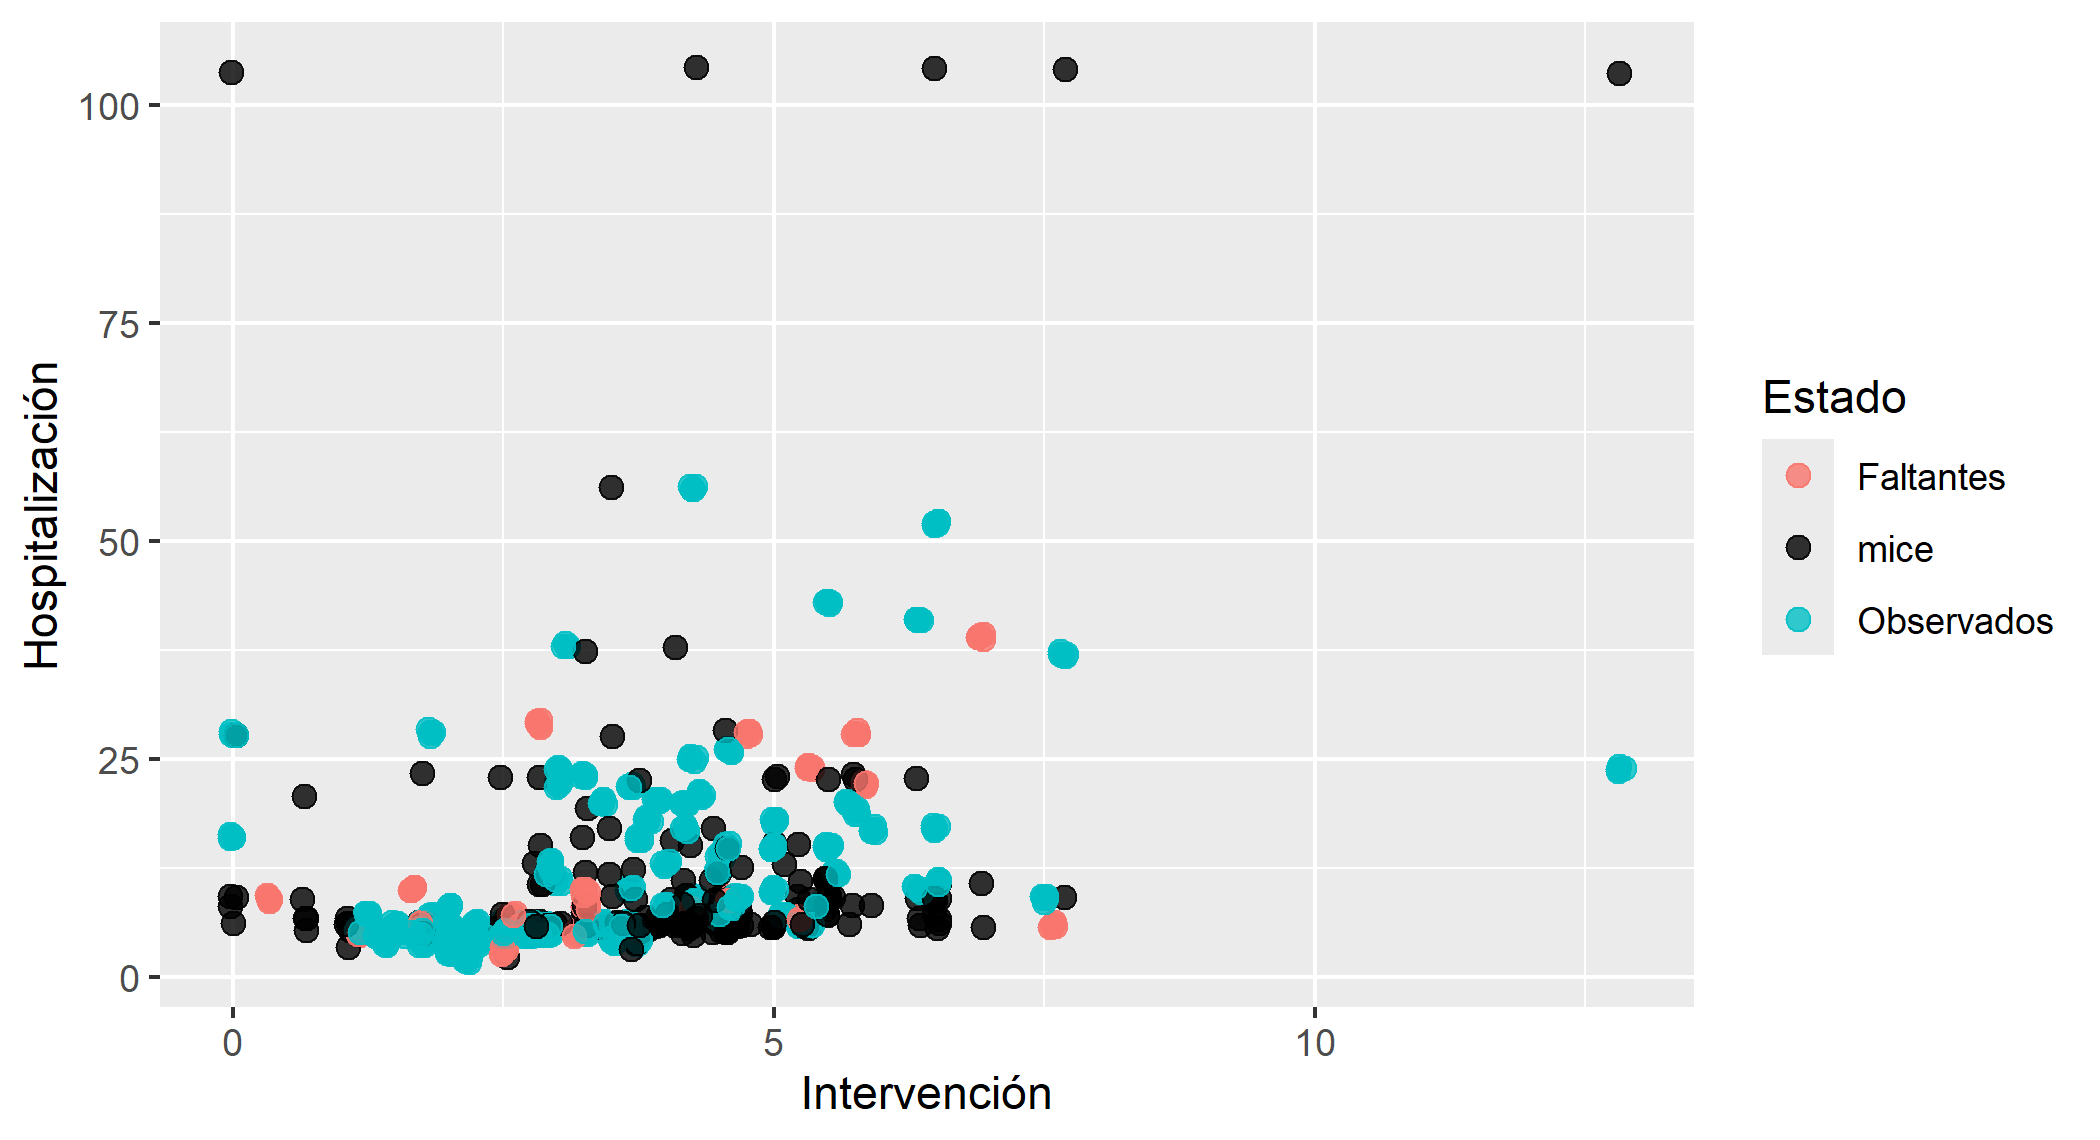 Hospitalización
100
75
50
25
0
0 5 10
Intervención
Estado
Faltantes
mice
Observados